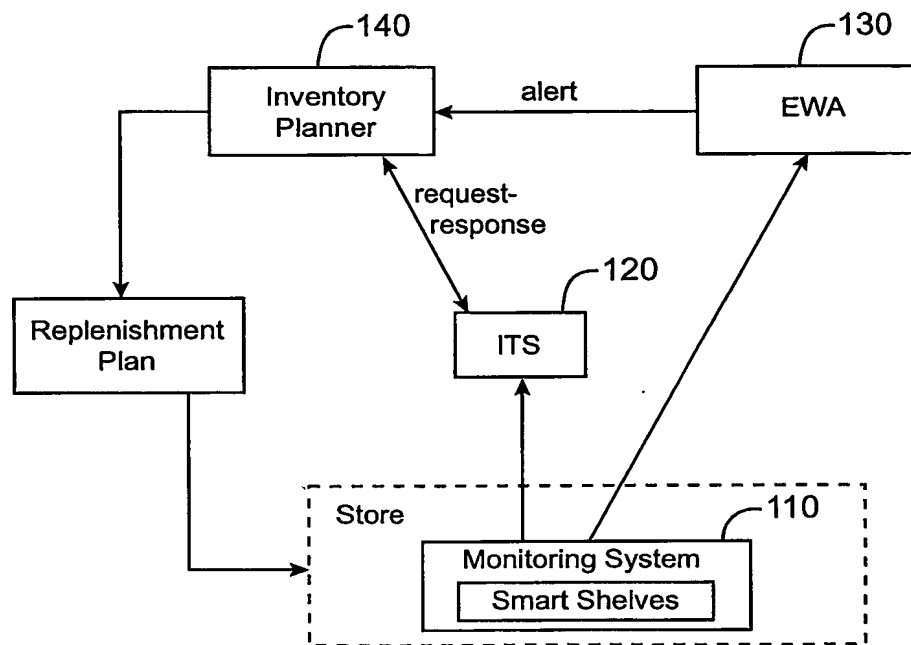 140
130
Inventory
Planner
alert
EWA
request-
response
120
Replenishment
Plan
ITS
Store
110
Monitoring System
Smart Shelves